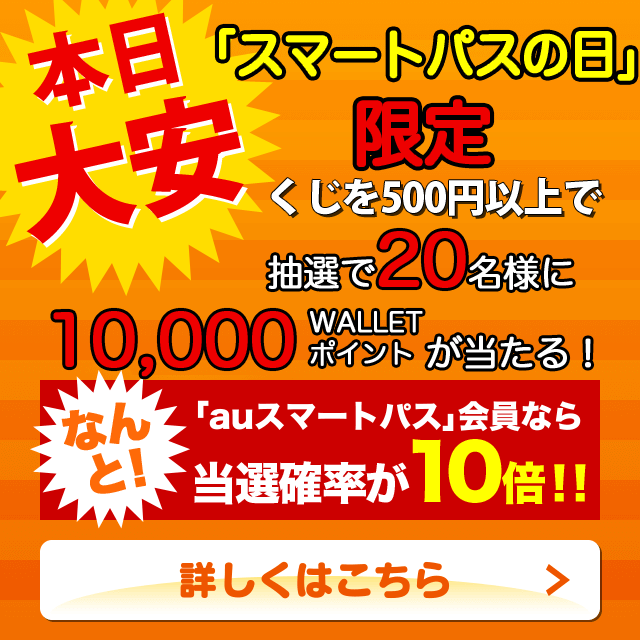 本日
大安
「スマートパスの日」
限定
くじを500円以上で
抽選で20名様に
10,000 WALLET
ポイント が当たる！
なん
と!
「auスマートパス」会員なら
当選確率が10倍!!
詳しくはこちら